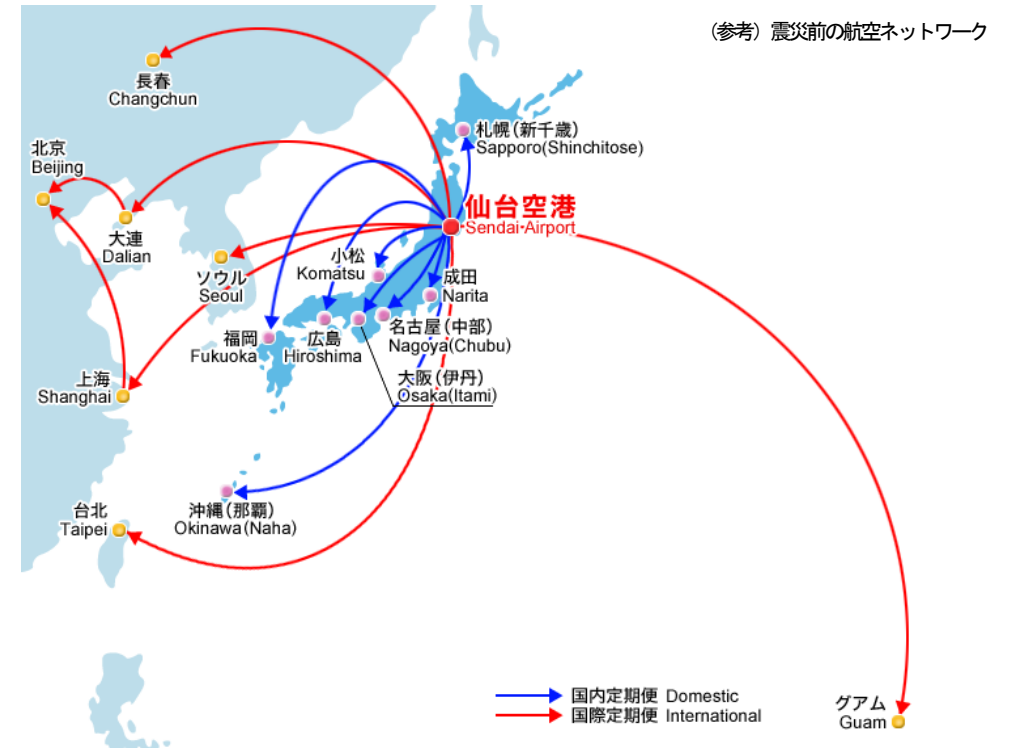 （参考）震災前の航空ネットワーク
長春
Changchun
北京
Beijing
札幌(新千歳)
Sapporo(Shinchitose)
仙台空港
Sendai-Airport
大連
Dalian
小松
Komatsu
ソウル
Seoul
成田
Narita
福岡
Fukuoka
広島
Hiroshima
名古屋(中部)
Nagoya(Chubu)
大阪(伊丹)
Osaka(Itami)
上海
Shanghai
沖縄(那覇)
Okinawa(Naha)
台北
Taipei
グアム
Guam
国内定期便 Domestic
国際定期便 International